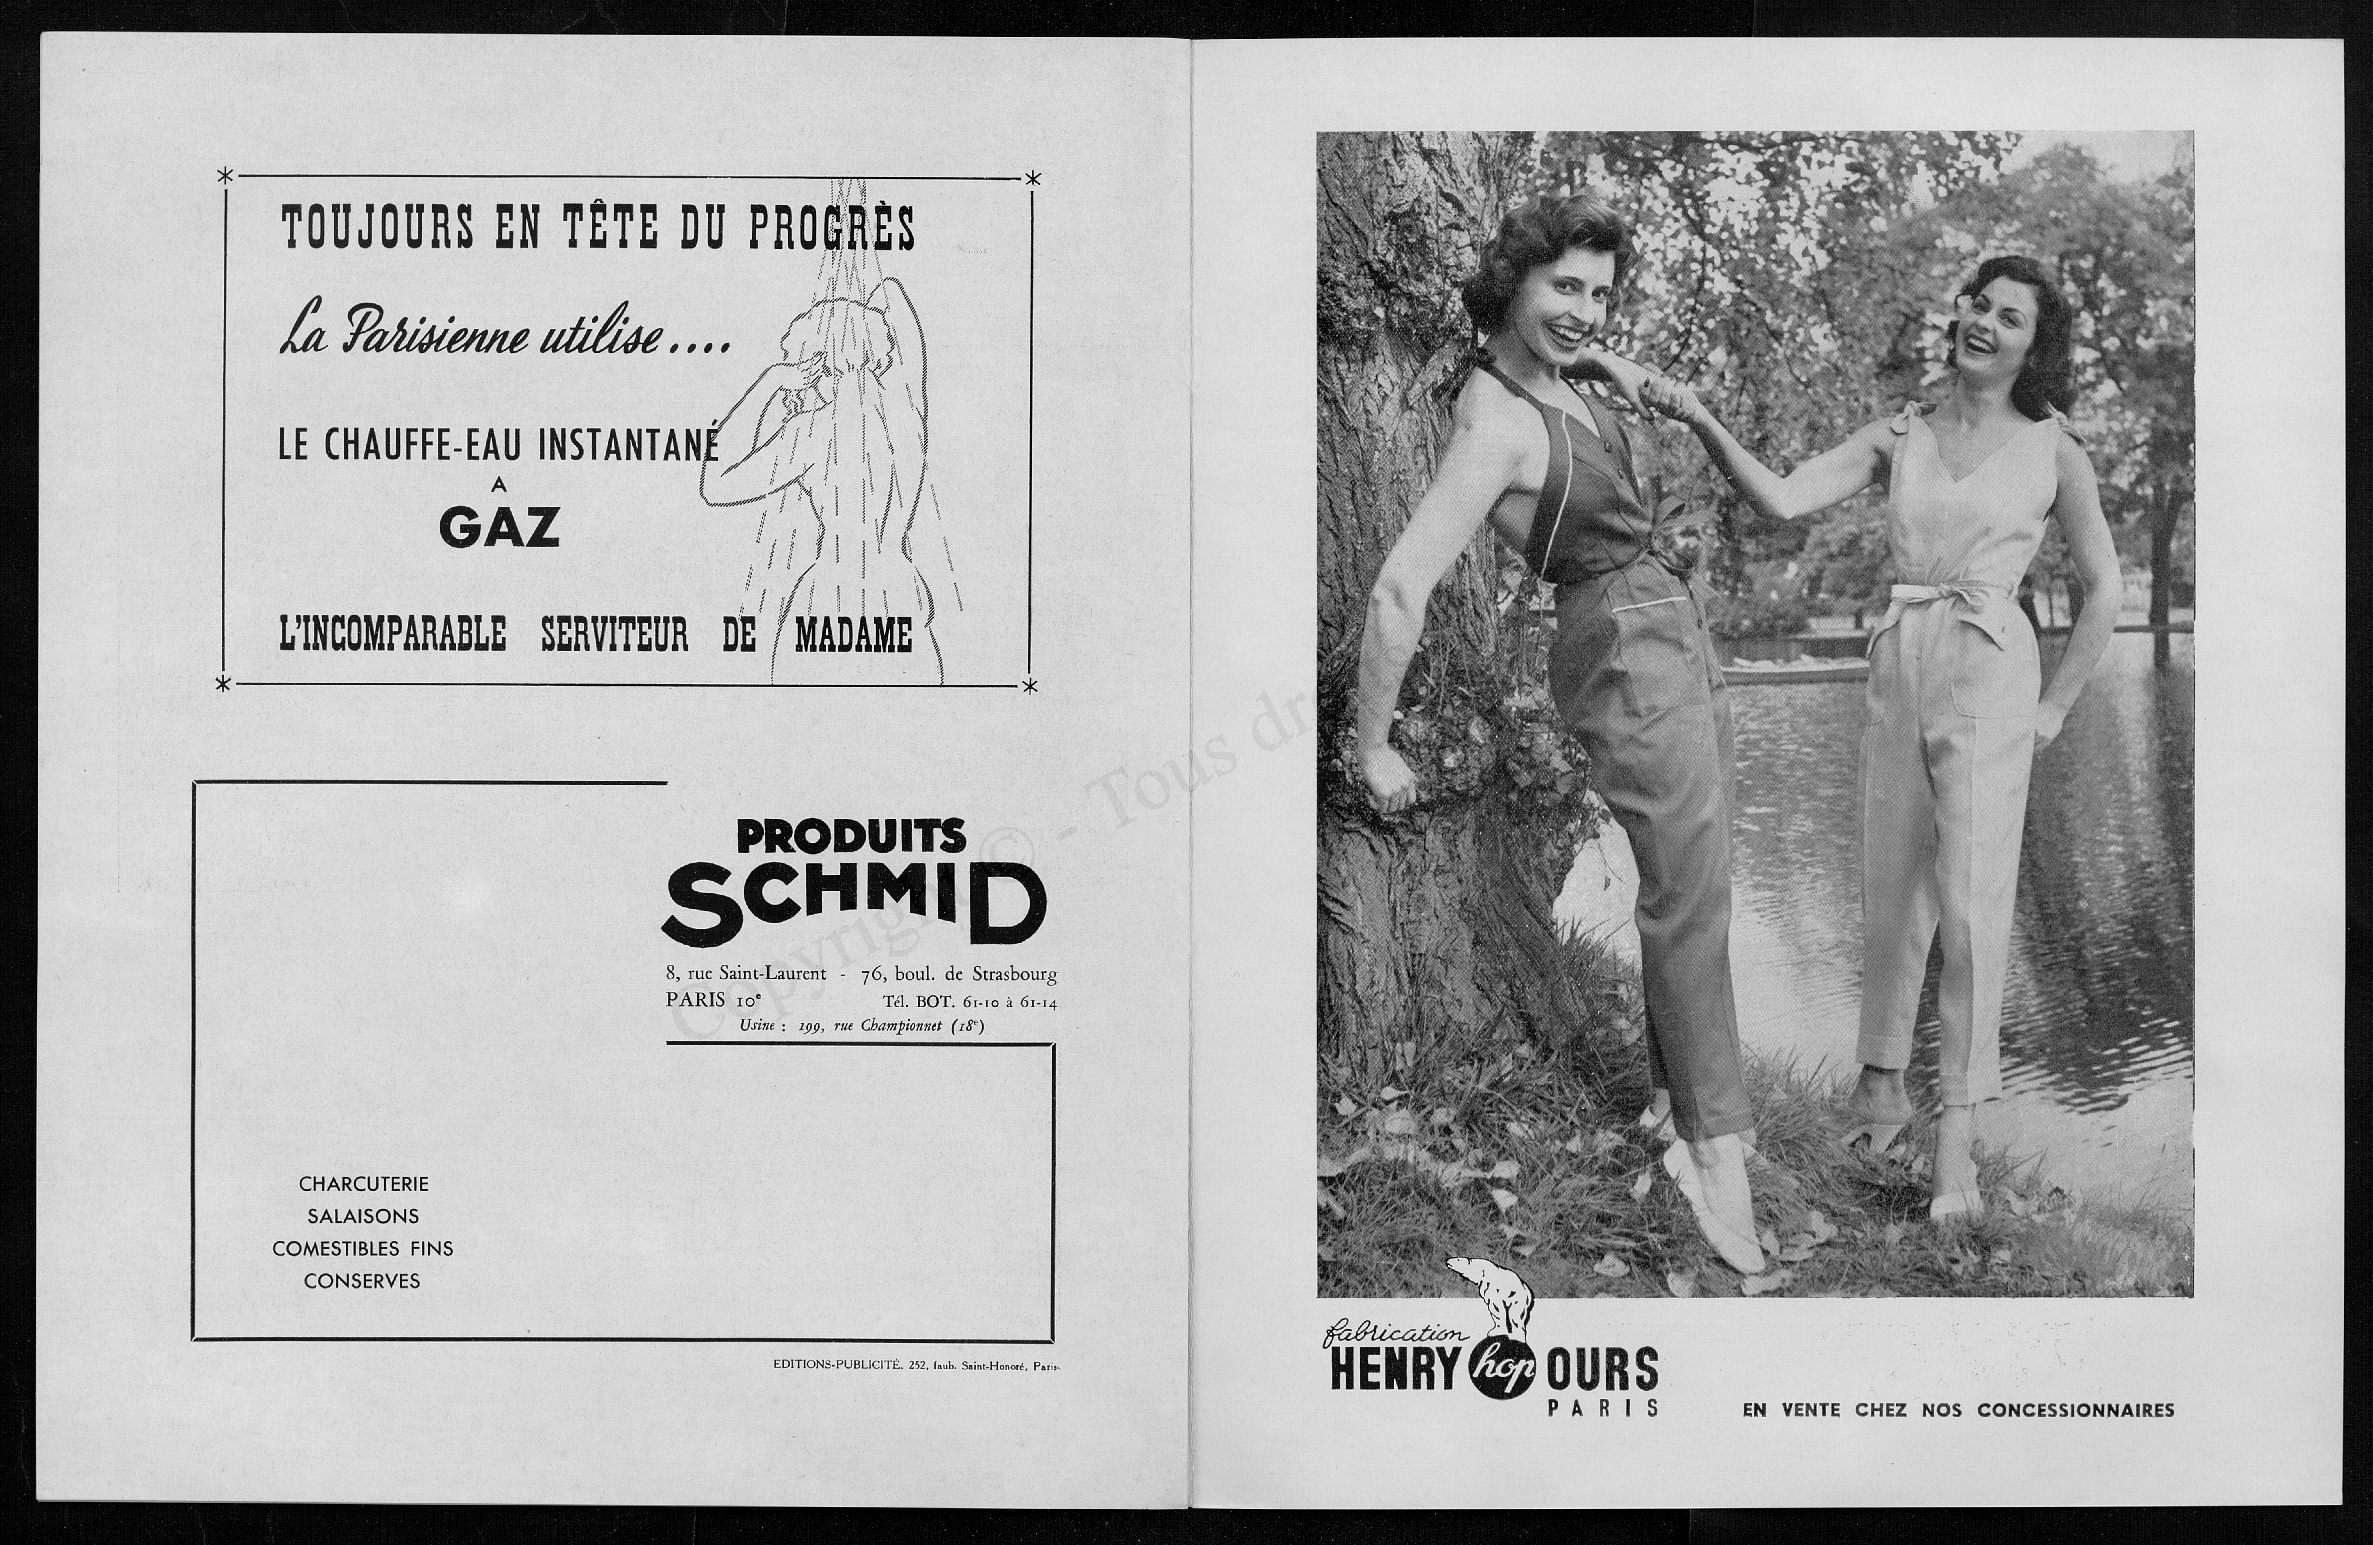 TOUJOURS EN TÊTE DU PROGRÈS
La Parisienne utilise....
LE CHAUFFE-EAU INSTANTANÉ
A
GAZ
L'INCOMPARABLE SERVITEUR DE MADAME
PRODUITS
SCHMID
8, rue Saint-Laurent - 76, boul. de Strasbourg
PARIS 10e Tél. BOT. 61-10 à 61-14
Usine : 199, rue Championnet (18e)
CHARCUTERIE
SALAISONS
COMESTIBLES FINS
CONSERVES
EDITIONS-PUBLICITÉ. 252, faub. Saint-Honoré, Paris.
Copyright © - Tous
fabrication
HENRY hop OURS
PARIS
EN VENTE CHEZ NOS CONCESSIONNAIRES